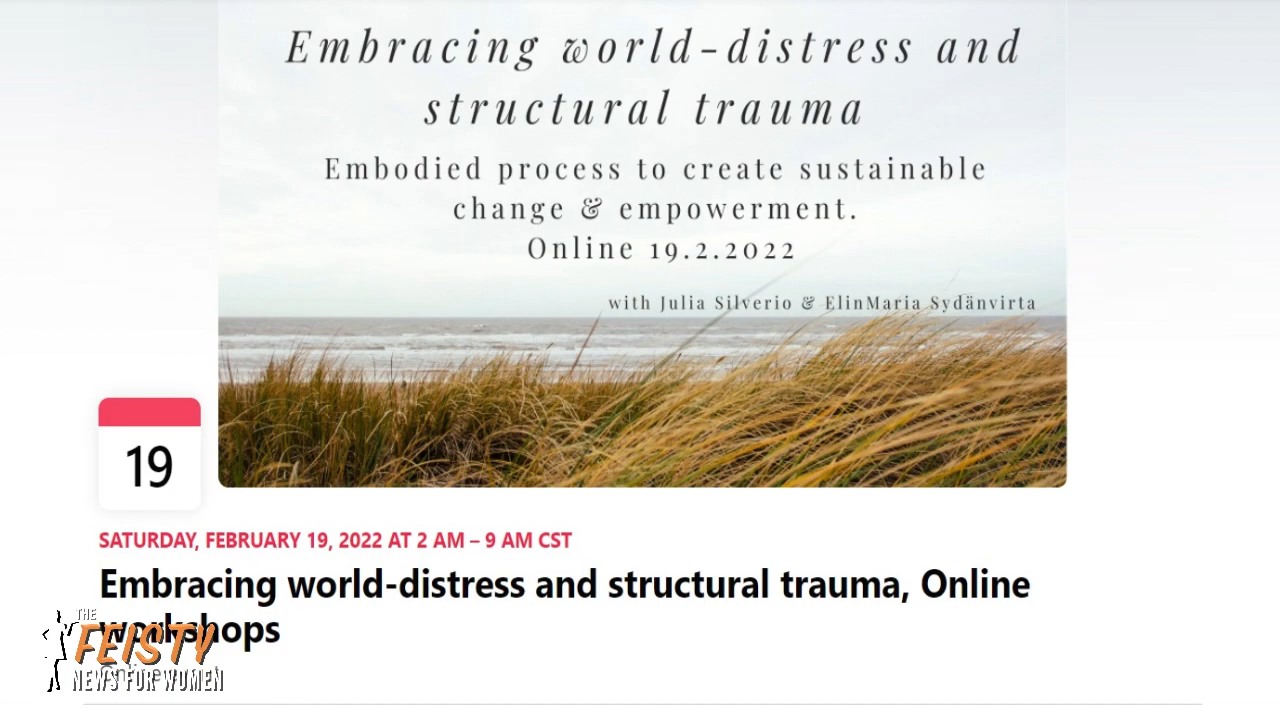 Embracing world-distress and
structural trauma
Embodied process to create sustainable
change & empowerment.
Online 19.2.2022
with Julia Silverio & ElinMaria Sydänvirta
19
SATURDAY, FEBRUARY 19, 2022 AT 2 AM – 9 AM CST
Embracing world-distress and structural trauma, Online
workshops
THE
FEISTY
NEWS FOR WOMEN